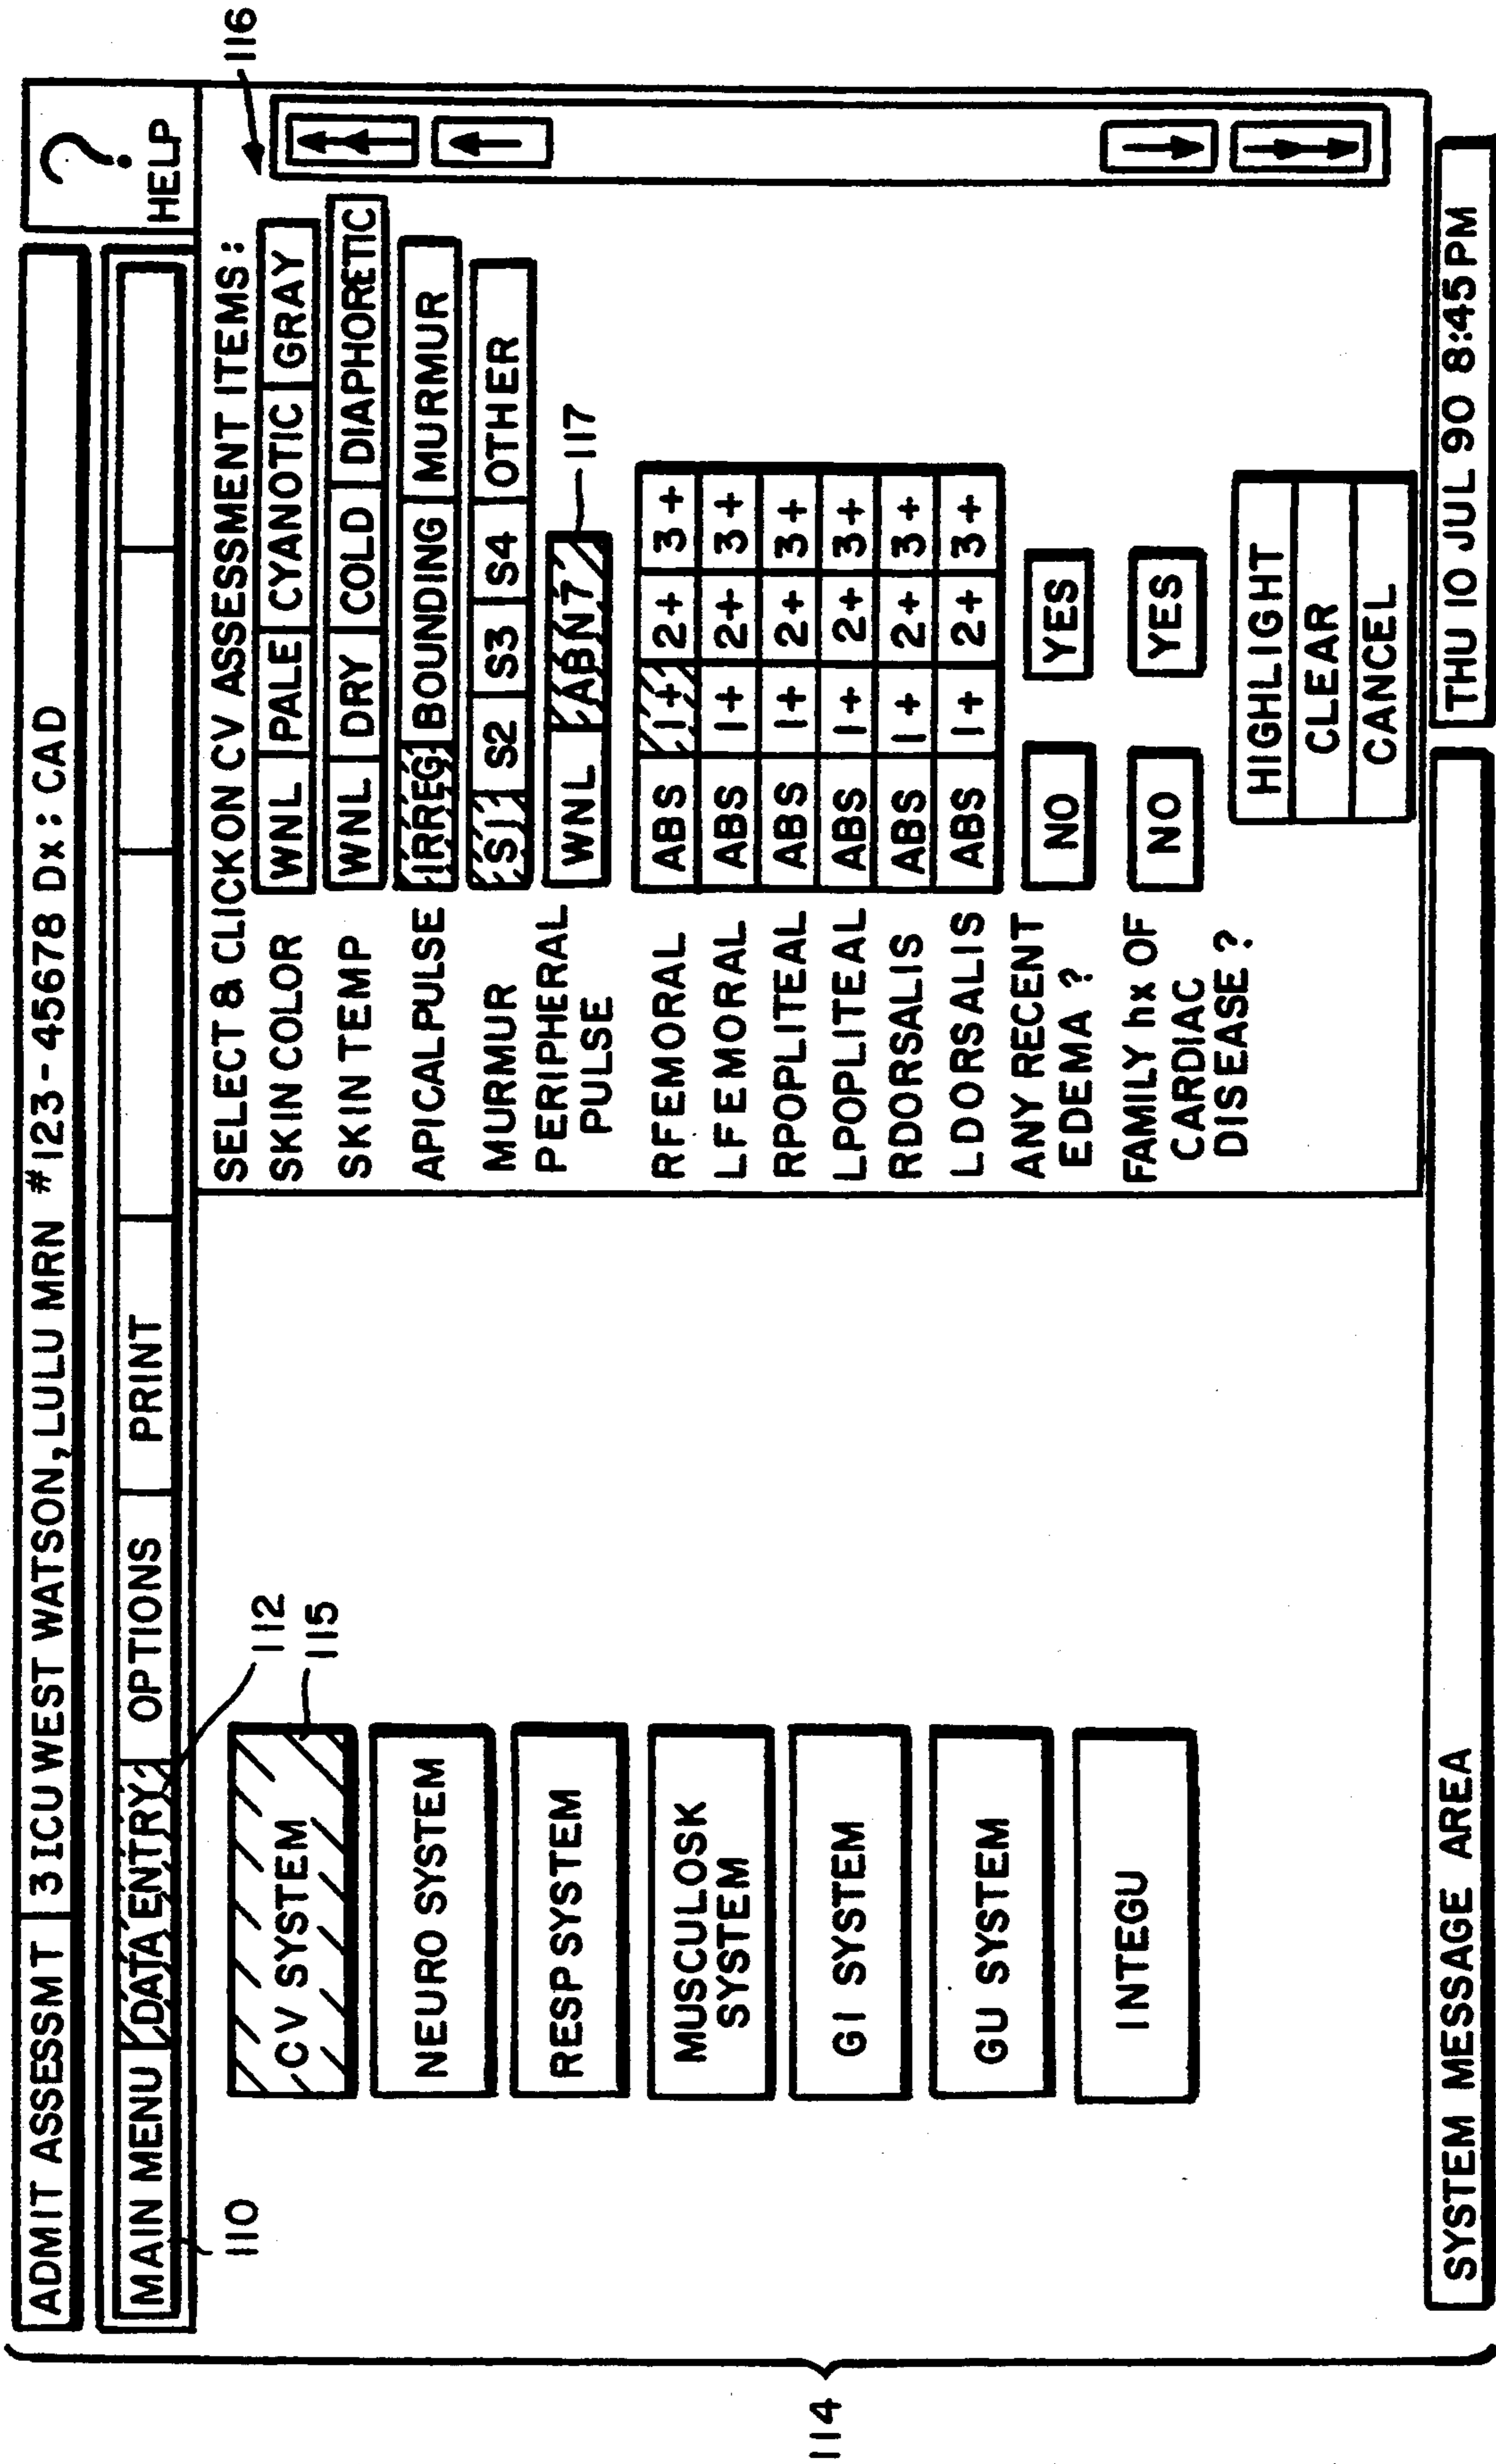 ADMIT ASSESSMT 3 ICU WEST WATSON, LULU MRN #123-45678 Dx: CAD
?
HELP
MAIN MENU DATA ENTRY OPTIONS PRINT
110
112
115
114
CV SYSTEM
NEURO SYSTEM
RESP SYSTEM
MUSCULOSK
SYSTEM
GI SYSTEM
GU SYSTEM
INTEGU
116
SELECT & CLICK ON CV ASSESSMENT ITEMS:
SKIN COLOR WNL PALE CYANOTIC GRAY
SKIN TEMP WNL DRY COLD DIAPHORETIC
APICAL PULSE IRREG BOUNDING MURMUR
MURMUR S1 S2 S3 S4 OTHER
PERIPHERAL
PULSE WNL ABN7 117
RFEMORAL ABS 1+ 2+ 3+
LFEMORAL ABS 1+ 2+ 3+
RPOPLITEAL ABS 1+ 2+ 3+
LPOPLITEAL ABS 1+ 2+ 3+
RDORSALIS ABS 1+ 2+ 3+
LDORSALIS ABS 1+ 2+ 3+
ANY RECENT
EDEMA ? NO YES
FAMILY hx OF
CARDIAC
DISEASE ? NO YES
HIGHLIGHT
CLEAR
CANCEL
SYSTEM MESSAGE AREA THU 10 JUL 90 8:45PM